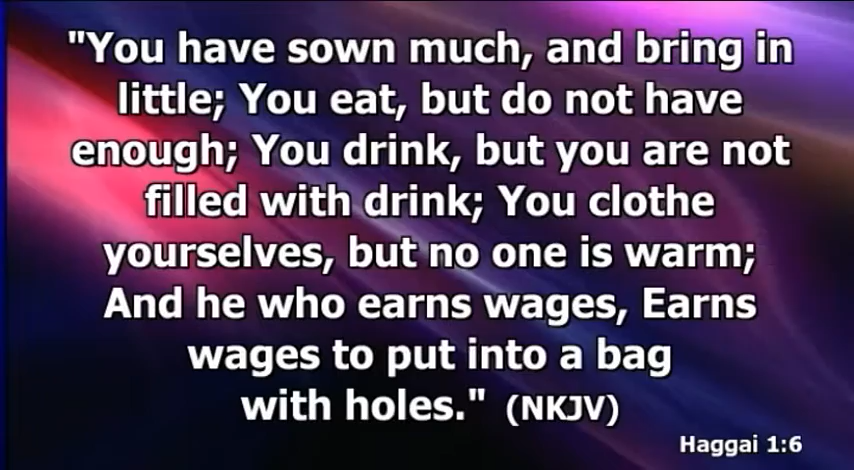 "You have sown much, and bring in
little; You eat, but do not have
enough; You drink, but you are not
filled with drink; You clothe
yourselves, but no one is warm;
And he who earns wages, Earns
wages to put into a bag
with holes." (NKJV)
Haggai 1:6